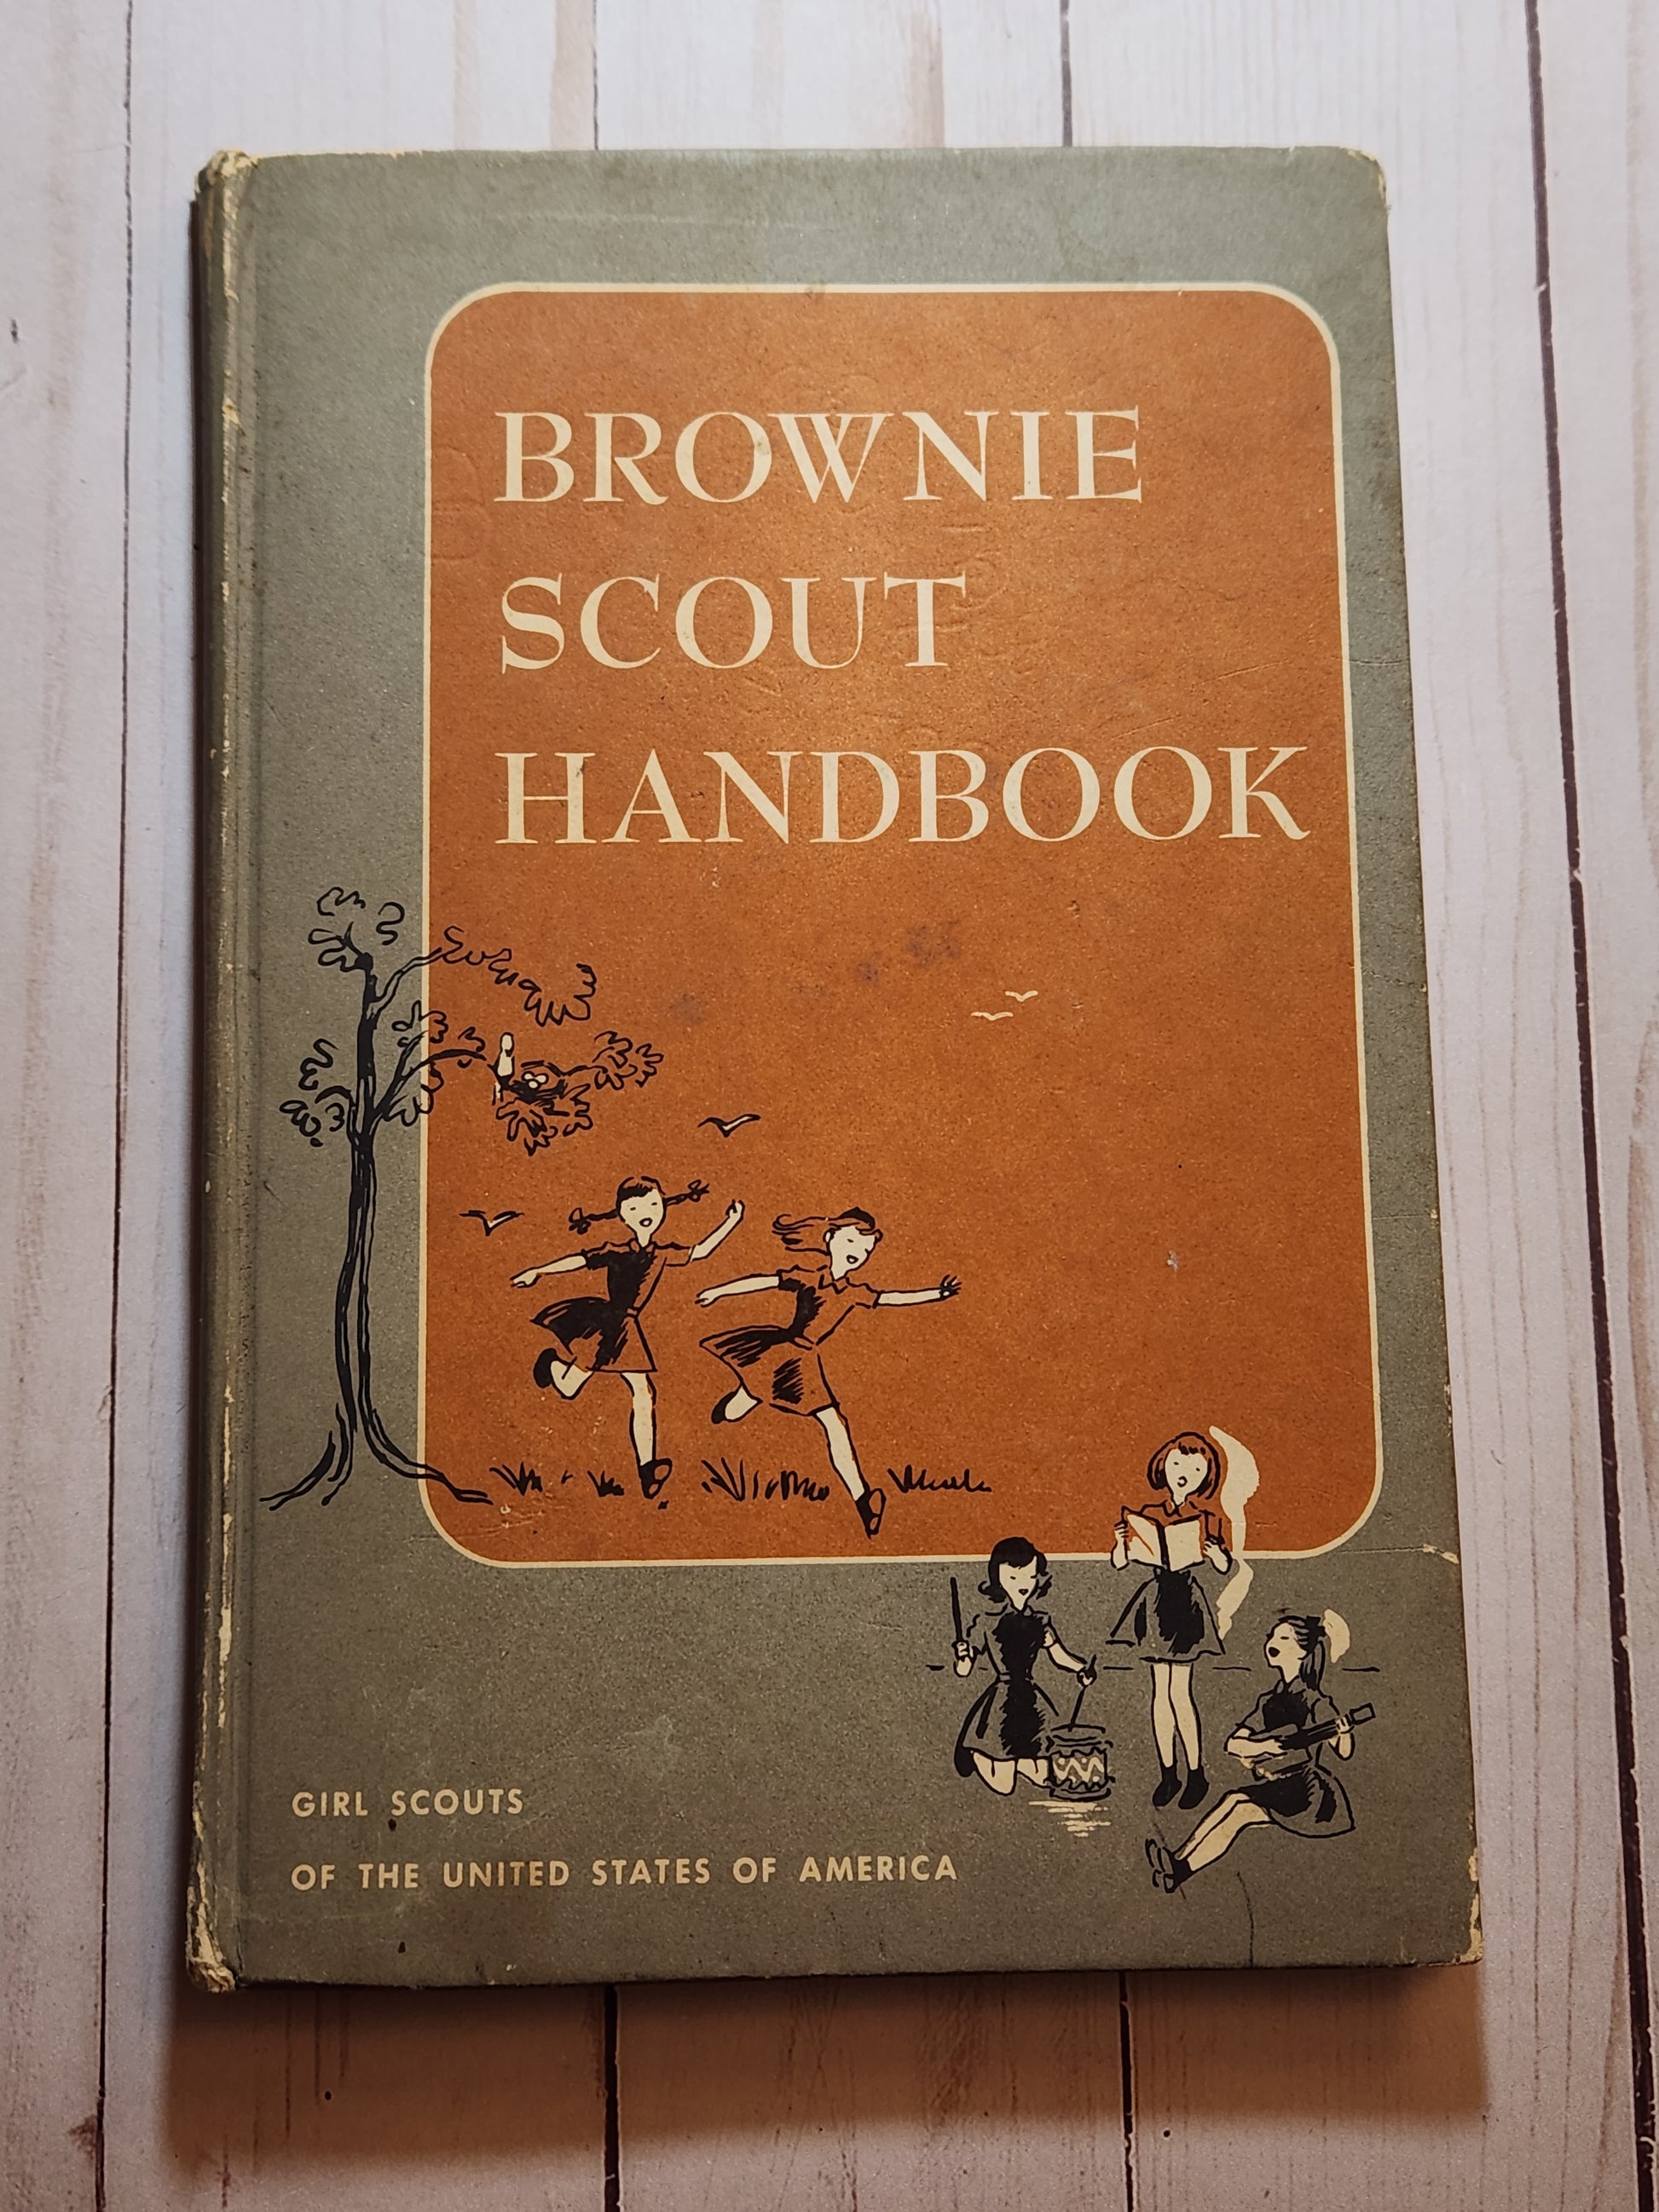 BROWNIE
SCOUT
HANDBOOK
GIRL SCOUTS
OF THE UNITED STATES OF AMERICA